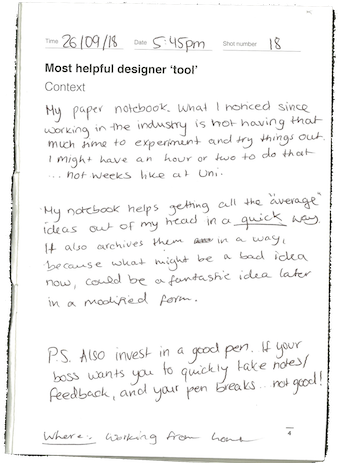 Time 26/09/18 Date 5:45pm Shot number 18
Most helpful designer 'tool'
Context
My paper notebook. What I noticed since
working in the industry is not having that
much time to experiment and try things out.
I might have an hour or two to do that
... not weeks like at Uni.
My notebook helps getting all the "average"
ideas out of my head in a quick way.
It also archives them in a way,
because what might be a bad idea
now, could be a fantastic idea later
in a modified form.
P.S. Also invest in a good pen. If your
boss wants you to quickly take notes/
feedback, and your pen breaks... not good!
Where: Working from home